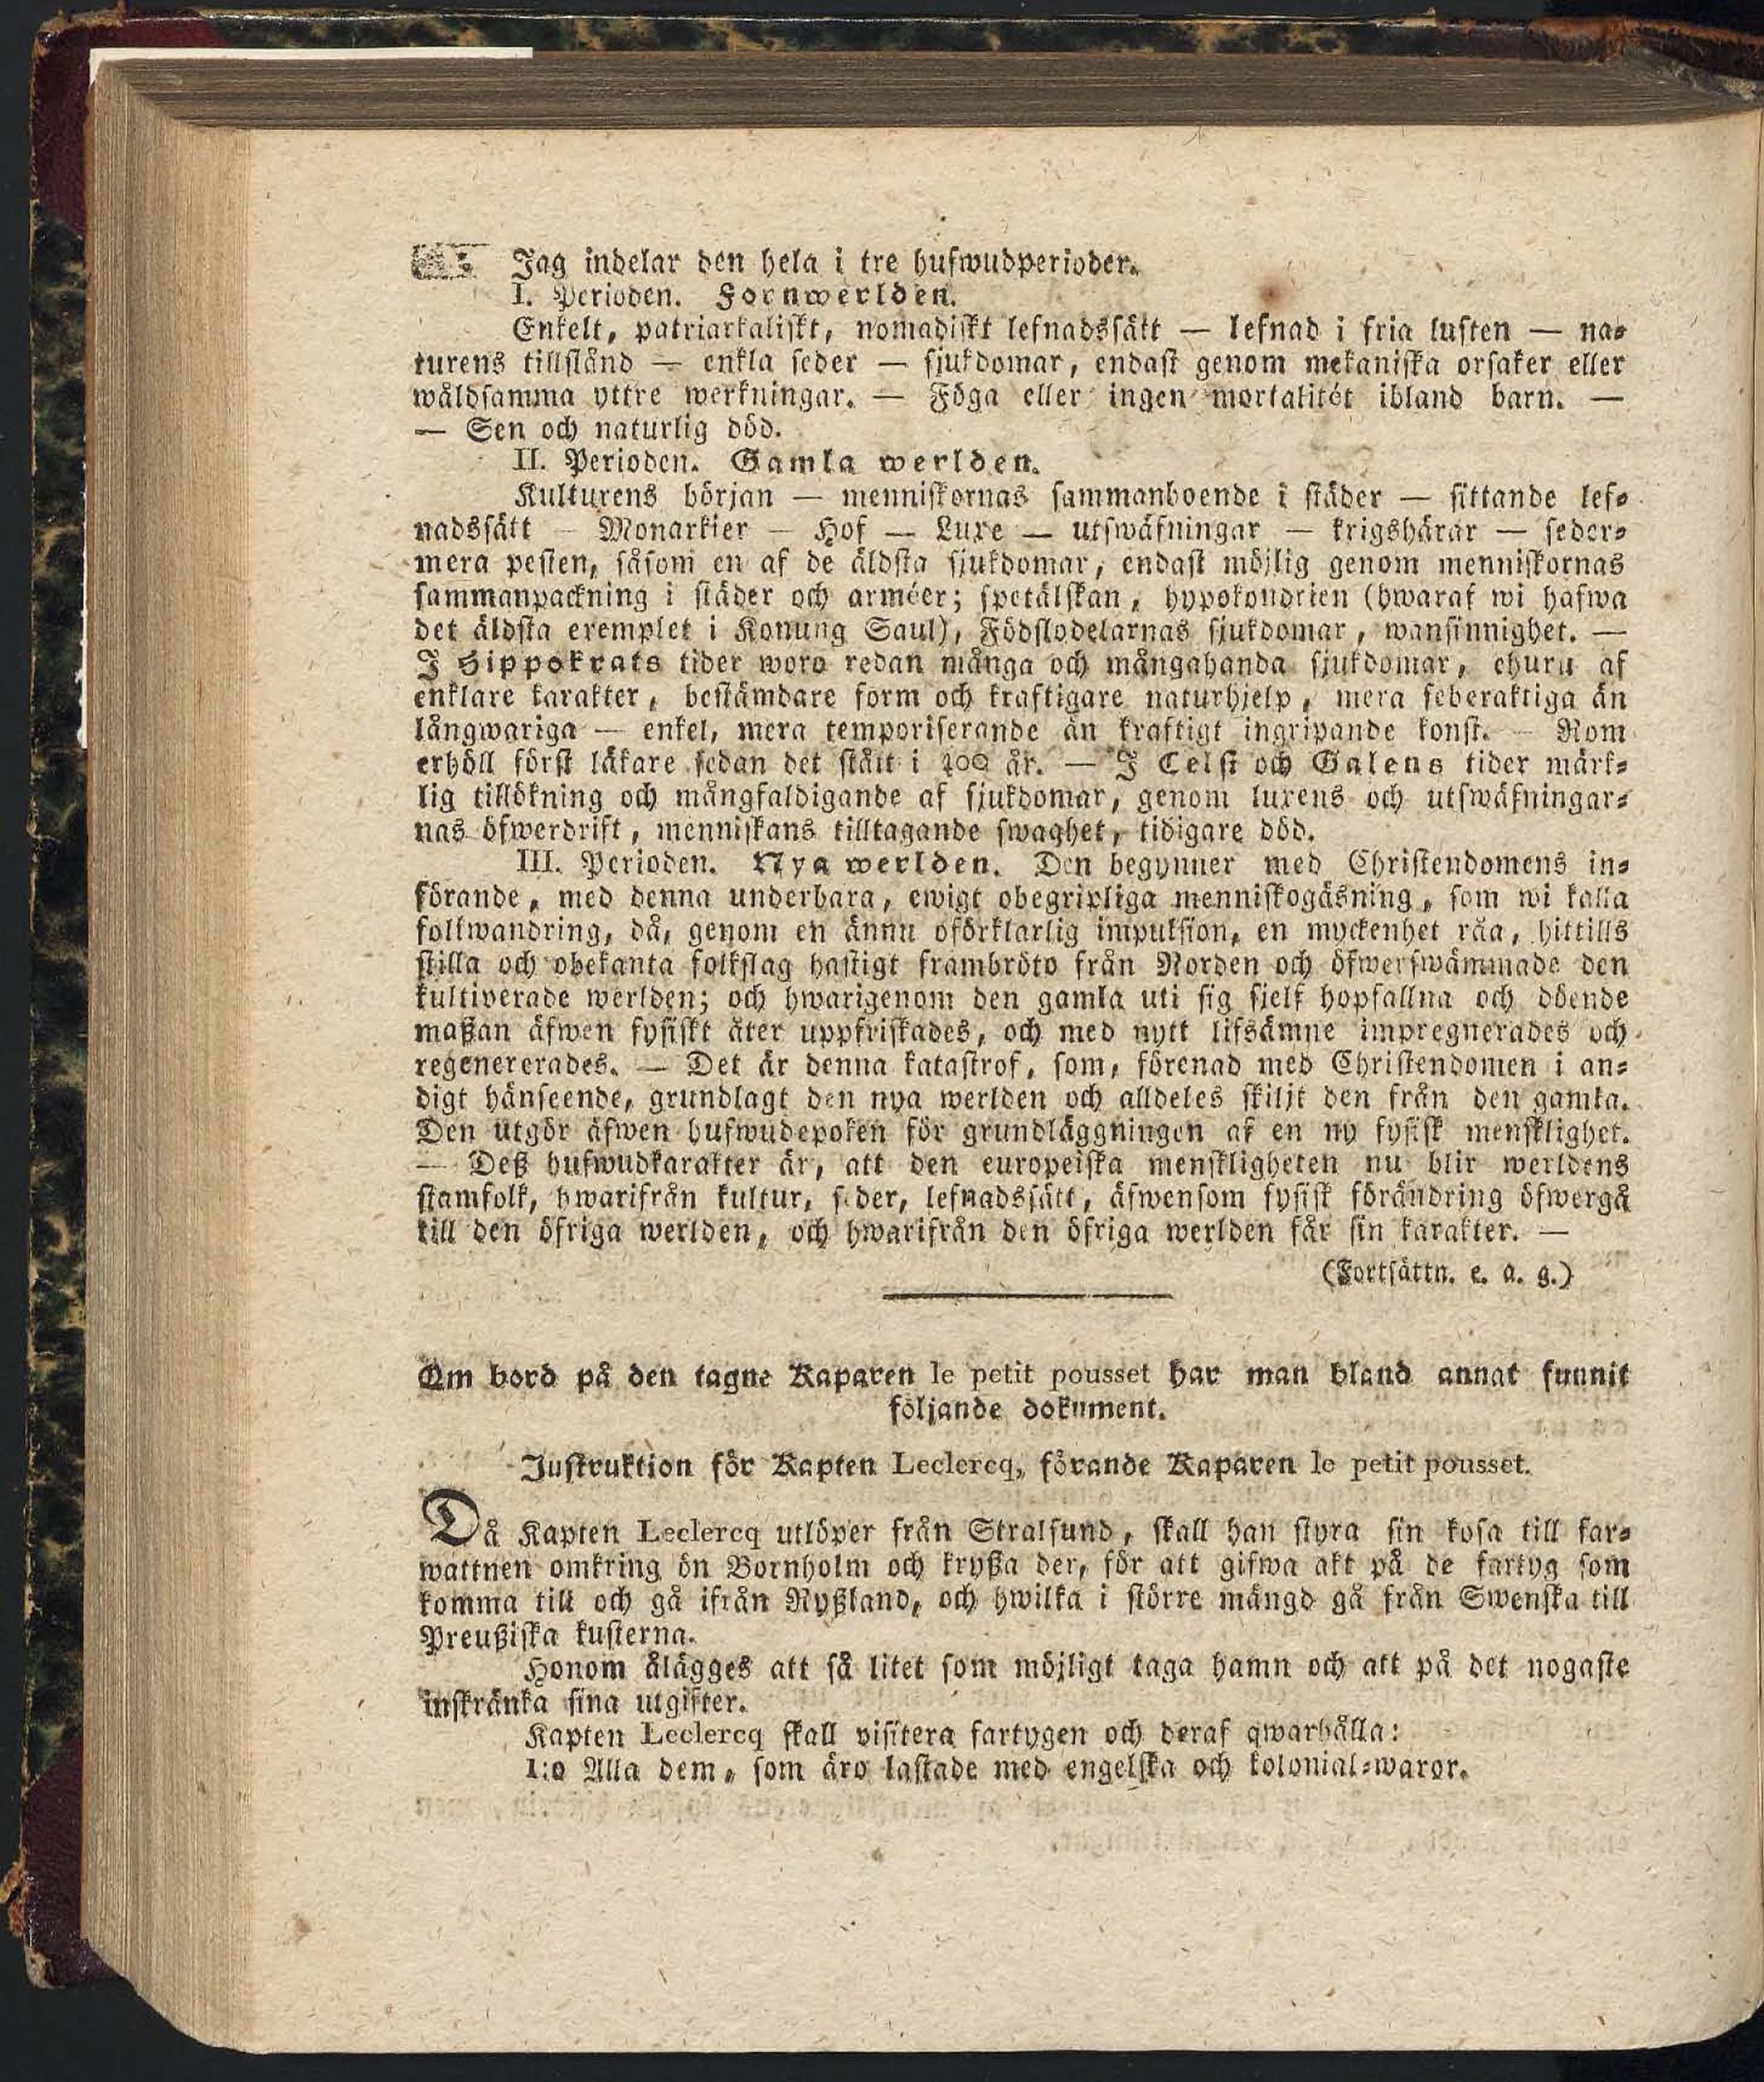 Jag indelar den hela i tre hufwudperioder.
I. Perioden. Fornwerlden.
Enkelt, patriarkaliskt, nomadiskt lefnadssätt — lefnad i fria luften — na-
turens tillstånd — enkla seder — sjukdomar, endast genom mekaniska orsaker eller
wåldsamma yttre werkningar. — Föga eller ingen mortalitét ibland barn. —
— Sen och naturlig död.
II. Perioden. Gamla werlden.
Kulturens början — menniskornas sammanboende i städer — sittande lef-
nadssätt — Monarkier — Hof — Luxe — utswäfningar — krigshärar — seder-
mera pesten, såsom en af de äldsta sjukdomar, endast möjlig genom menniskornas
sammanpackning i städer och arméer; spetälskan, hypokondrien (hwaraf wi hafwa
det äldsta exemplet i Konung Saul), Födslodelarnas sjukdomar, wansinnighet. —
I Hippokrats tider woro redan många och mångahanda sjukdomar, churu af
enklare karakter, bestämdare form och kraftigare naturhjelp, mera feberaktiga än
långwariga — enkel, mera temporiserande än kraftigt ingripande konst. — Rom
erhöll först läkare sedan det stått i 200 år. — I Celsi och Galens tider märk-
lig tillökning och mångfaldigande af sjukdomar, genom luxens och utswäfningar-
nas öfwerdrift, menniskans tilltagande swaghet, tidigare död.
III. Perioden. Nya werlden. Den begynner med Christendomens in-
förande, med denna underbara, ewigt obegripliga menniskogäsning, som wi kalla
folkwandring, då, genom en ännu oförklarlig impulsion, en myckenhet råa, hittills
stilla och obekanta folkslag hastigt frambröto från Norden och öfwerswämmade den
kultiverade werlden; och hwarigenom den gamla uti sig sjelf hopfallna och döende
maßan äfwen fysiskt åter uppfriskades, och med nytt lifsämne impregnerades och
regenererades. — Det är denna katastrof, som, förenad med Christendomen i an-
digt hänseende, grundlagt den nya werlden och alldeles skiljt den från den gamla.
Den utgör äfwen hufwudepoken för grundläggningen af en ny fysisk mensklighet.
— Deß hufwudkarakter är, att den europeiska menskligheten nu blir werldens
stamfolk, hwarifrån kultur, seder, lefnadssätt, äfwensom fysisk förändring öfwergå
till den öfriga werlden, och hwarifrån den öfriga werlden får sin karakter. —
(Fortsättn. e. a. g.)
Om bord på den tagne Kaparen le petit pousset har man bland annat funnit
följande dokument.
Instruktion för Kapten Leclercq, förande Kaparen le petit pousset.
Då Kapten Leclercq utlöper från Stralsund, skall han styra sin kosa till far-
wattnen omkring ön Bornholm och kryßa der, för att gifwa akt på de fartyg som
komma till och gå ifrån Ryßland, och hwilka i större mängd gå från Swenska till
Preußiska kusterna.
Honom ålägges att så litet som möjligt taga hamn och att på det nogaste
inskränka sina utgifter.
Kapten Leclercq skall visitera fartygen och deraf qwarhålla:
1:o Alla dem, som äro lastade med engelska och kolonial-waror.